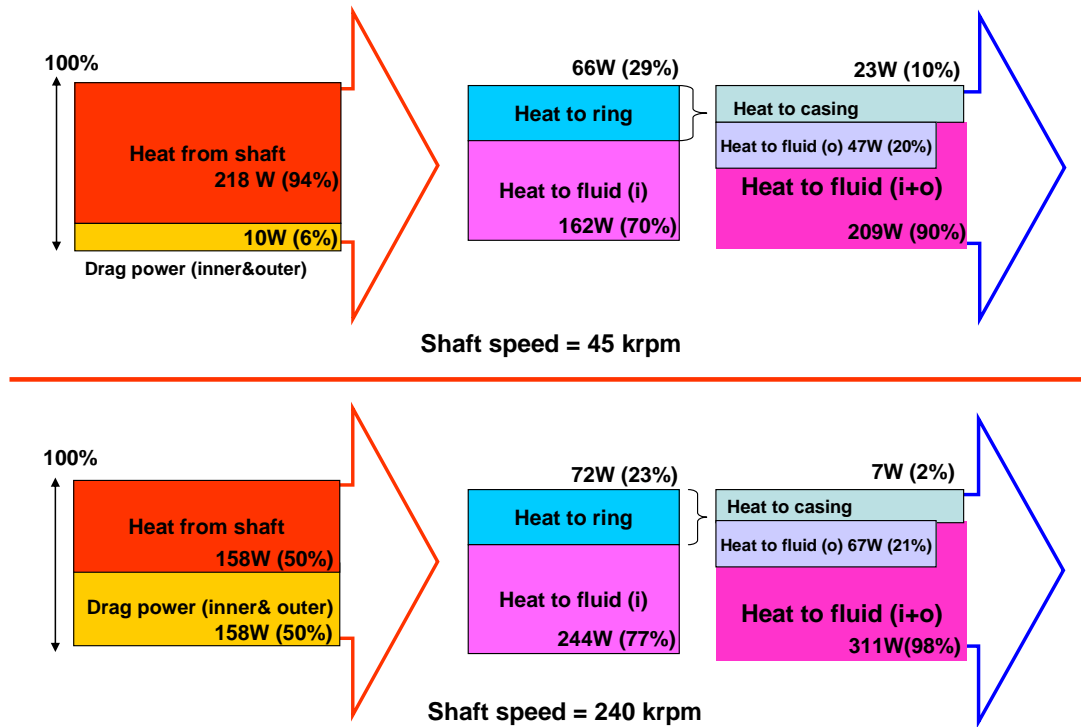 100%
Heat from shaft
218 W (94%)
10W (6%)
Drag power (inner&outer)
66W (29%)
Heat to ring
Heat to fluid (i)
162W (70%)
23W (10%)
Heat to casing
Heat to fluid (o) 47W (20%)
Heat to fluid (i+o)
209W (90%)
Shaft speed = 45 krpm
100%
Heat from shaft
158W (50%)
Drag power (inner& outer)
158W (50%)
72W (23%)
Heat to ring
Heat to fluid (i)
244W (77%)
7W (2%)
Heat to casing
Heat to fluid (o) 67W (21%)
Heat to fluid (i+o)
311W(98%)
Shaft speed = 240 krpm